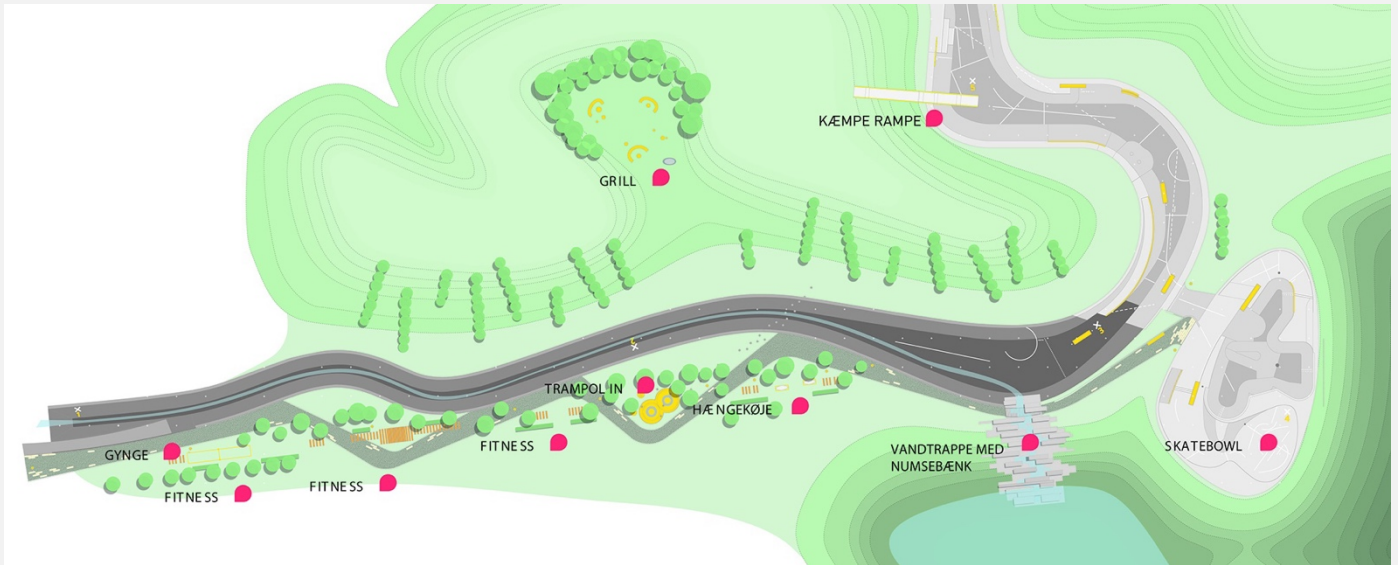 KÆMPE RAMPE
GRILL
TRAMPOLIN
HÆNGEKØJE
FITNESS
GYNGE
FITNESS
FITNESS
VANDTRAPPE MED
NUMSEBÆNK
SKATEBOWL